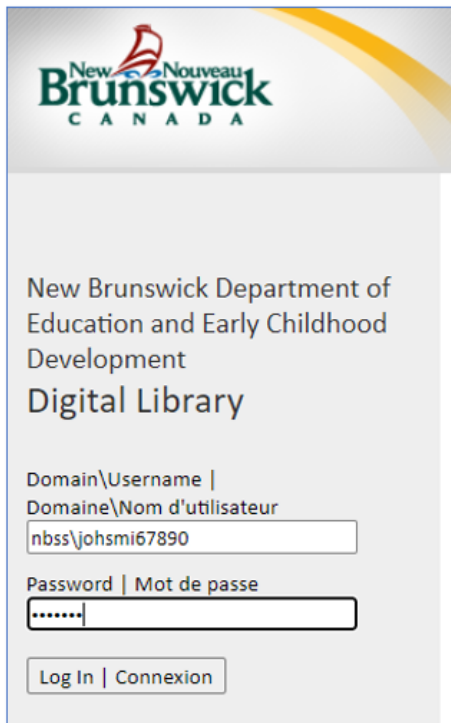 New Nouveau
Brunswick
CANADA
New Brunswick Department of
Education and Early Childhood
Development
Digital Library
Domain\Username |
Domaine\Nom d'utilisateur
nbss\johsmi67890
Password | Mot de passe
•••••••
Log In | Connexion